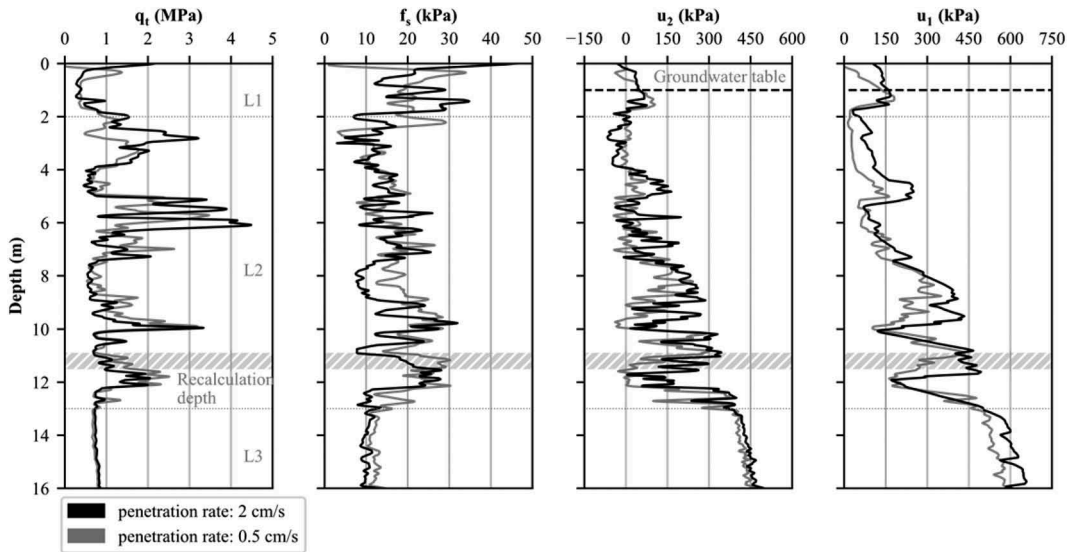 qt (MPa) fs (kPa) u2 (kPa) u1 (kPa)
0 1 2 3 4 5 0 10 20 30 40 50 −150 0 150 300 450 600 0 150 300 450 600 750
0
Groundwater table
L1
2
4
6
Depth (m)
L2
8
10
Recalculation
depth
12
L3
14
16
penetration rate: 2 cm/s
penetration rate: 0.5 cm/s